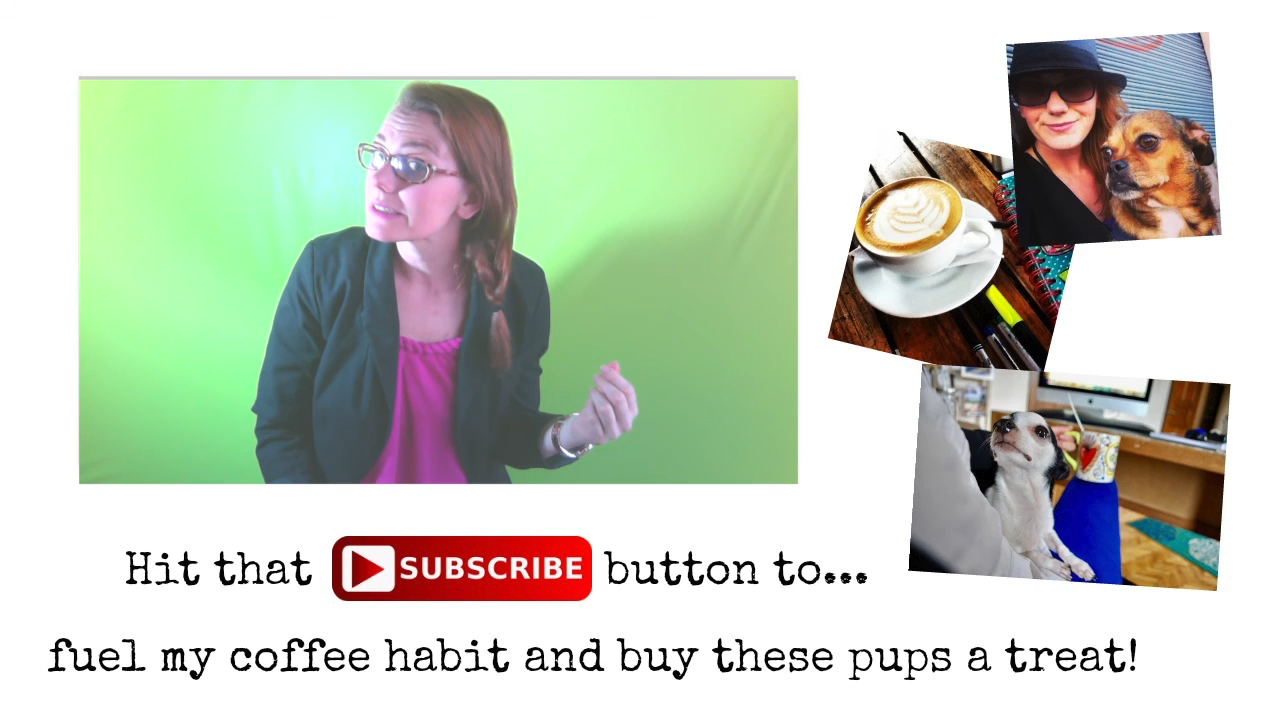 Hit that SUBSCRIBE button to...
fuel my coffee habit and buy these pups a treat!